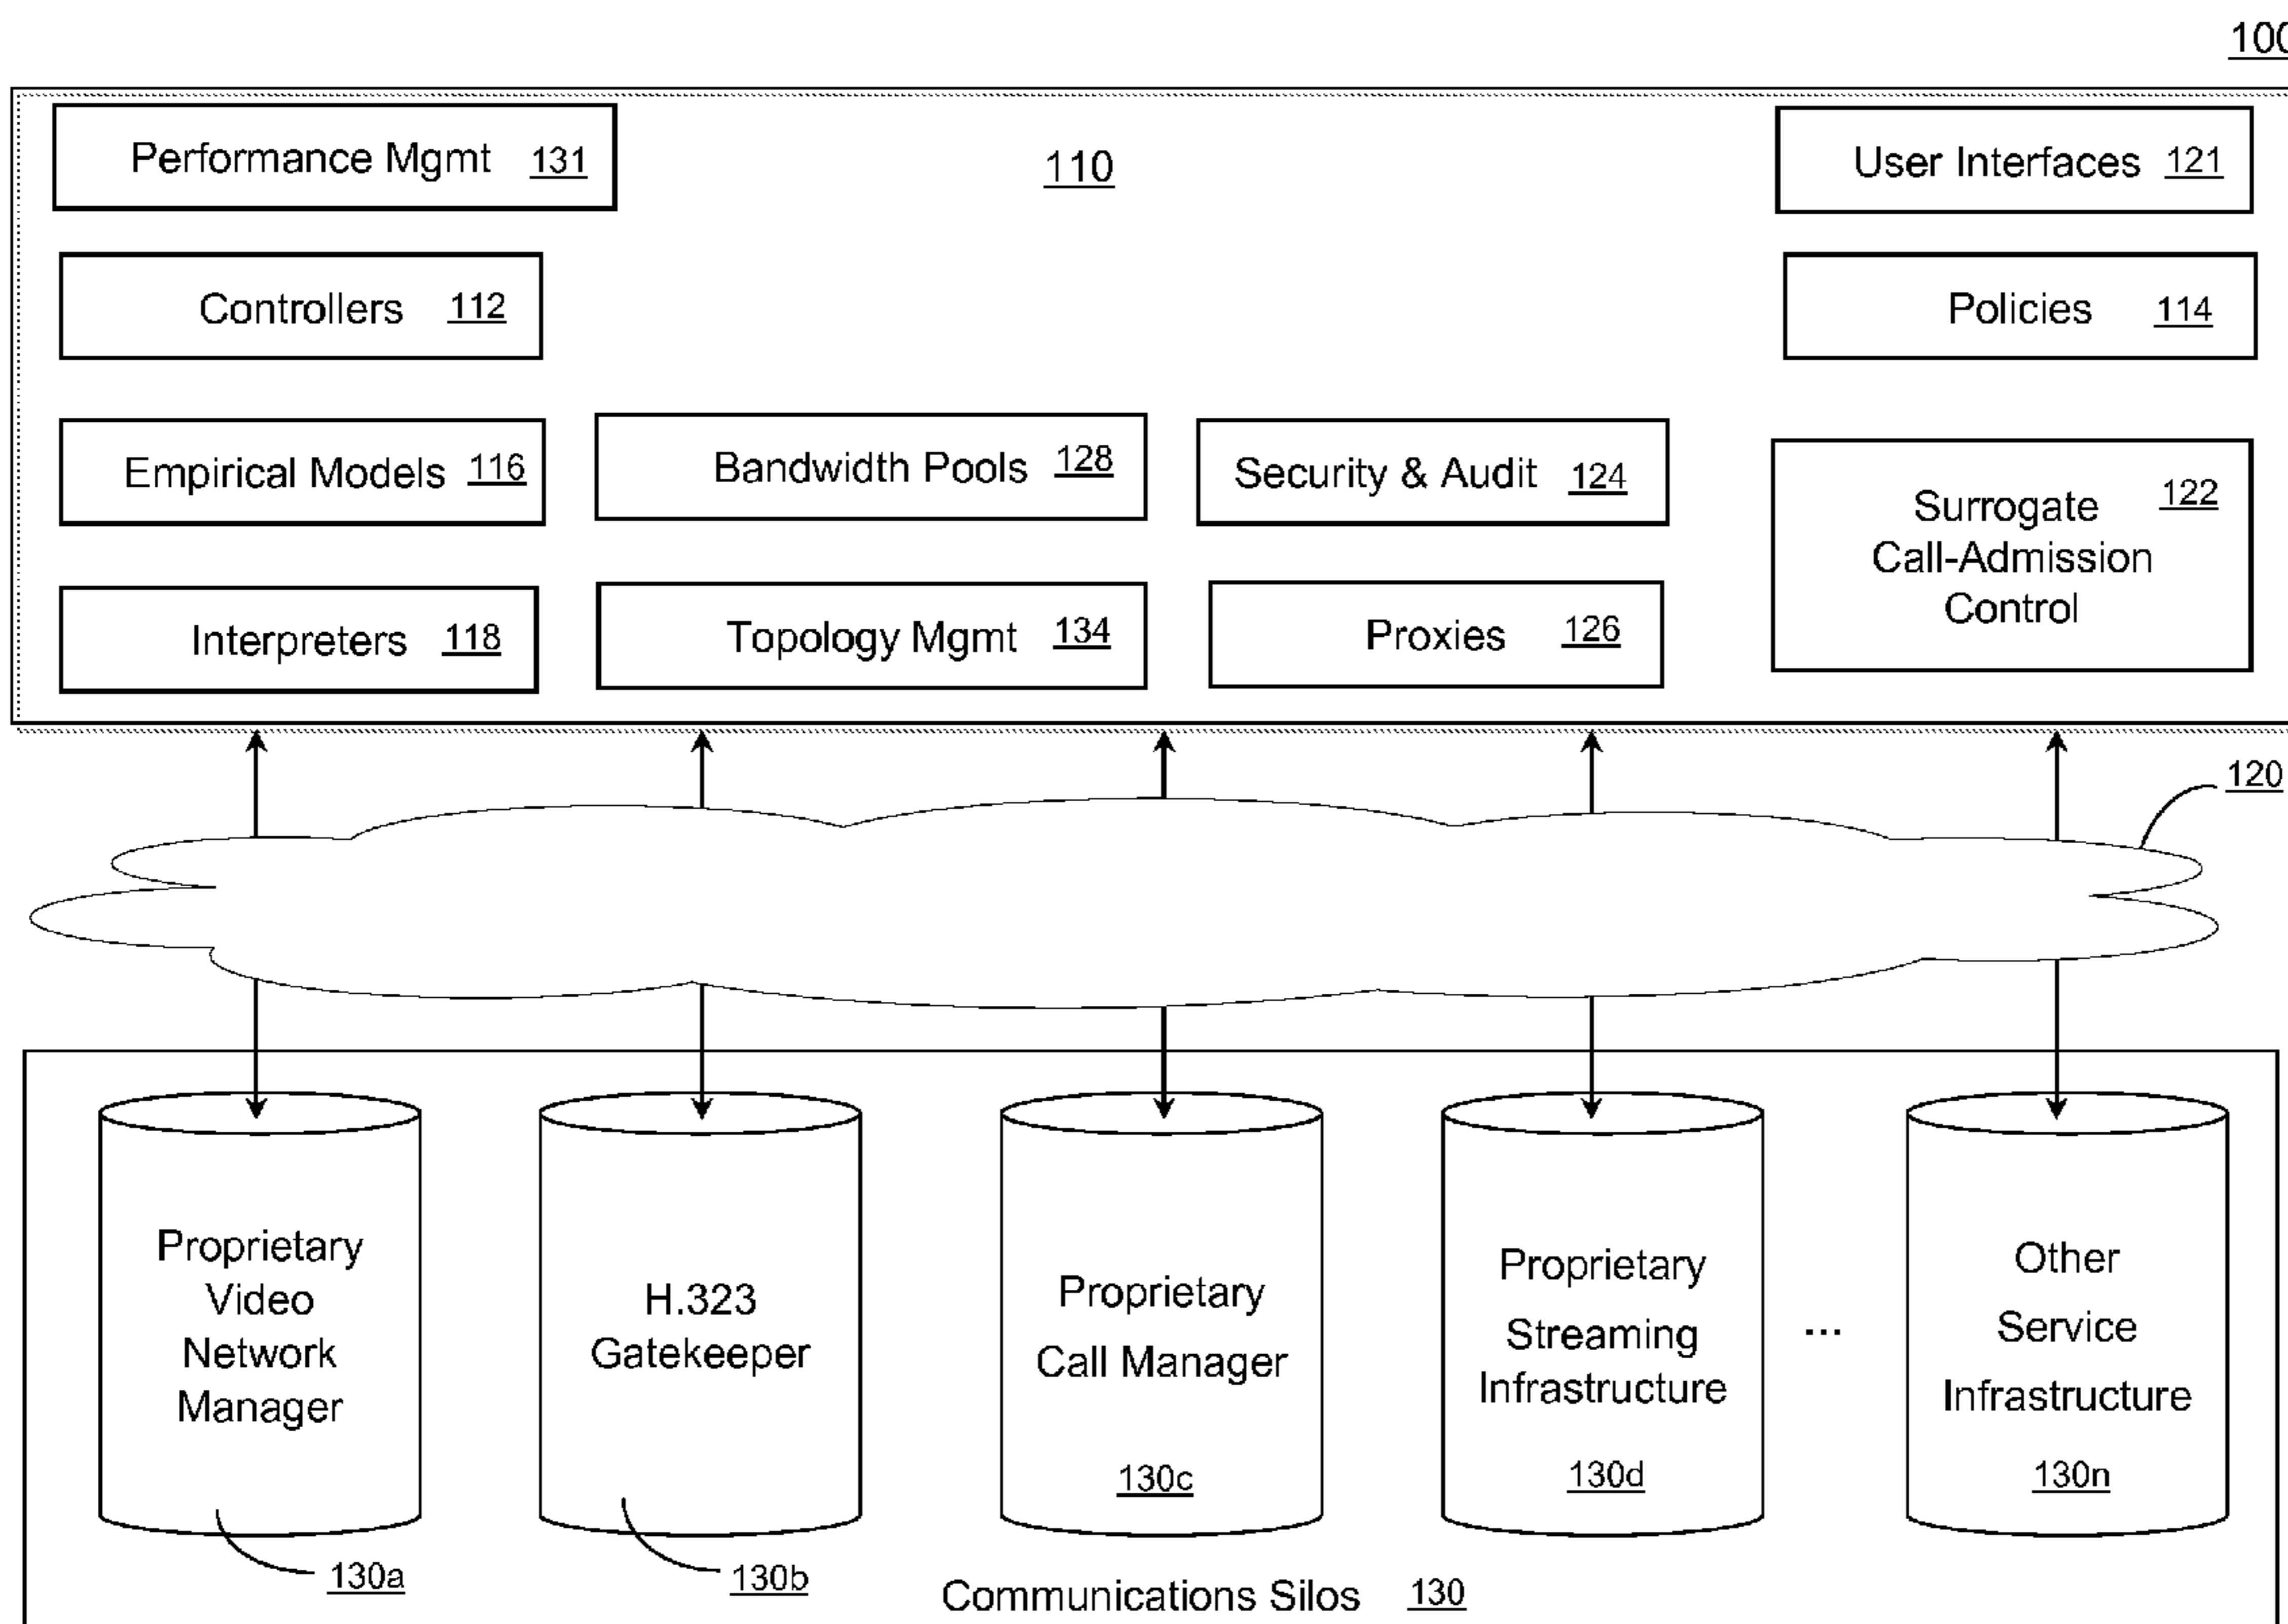 100
Performance Mgmt 131
110
User Interfaces 121
Controllers 112
Policies 114
Empirical Models 116
Bandwidth Pools 128
Security & Audit 124
Surrogate 122
Call-Admission
Control
Interpreters 118
Topology Mgmt 134
Proxies 126
120
Proprietary
Video
Network
Manager
130a
H.323
Gatekeeper
130b
Proprietary
Call Manager
130c
Proprietary
Streaming
Infrastructure
130d
...
Other
Service
Infrastructure
130n
Communications Silos 130